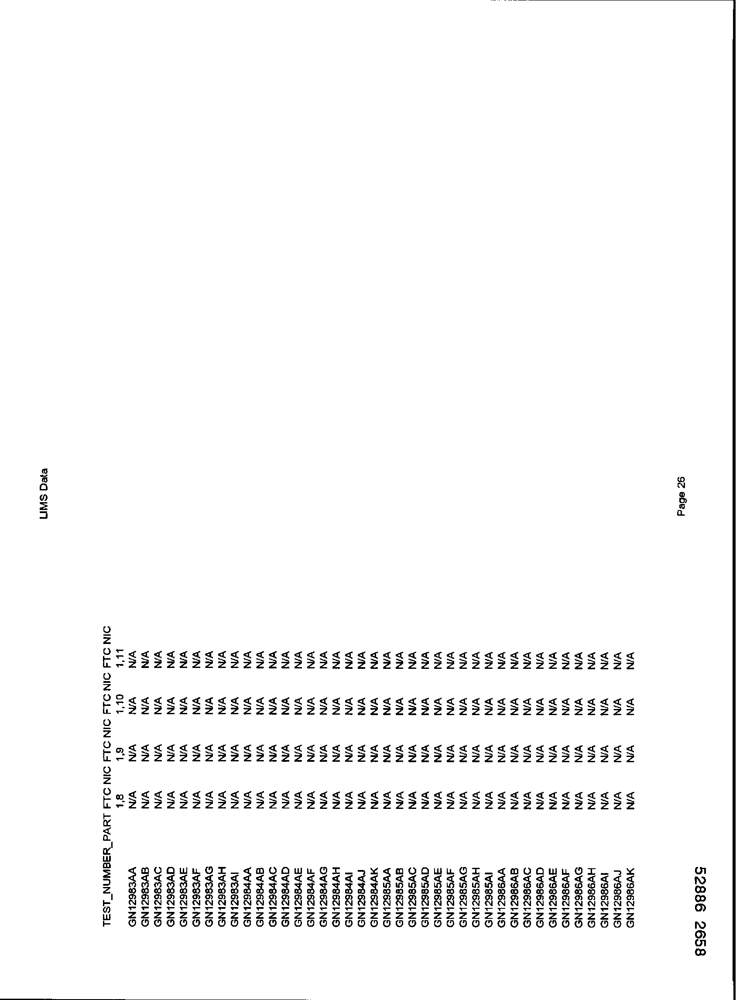 LIMS Data
TEST_NUMBER_PART FTC NIC FTC NIC FTC NIC FTC NIC
1,8 1,9 1,10 1,11
GN12983AA N/A N/A N/A N/A
GN12983AB N/A N/A N/A N/A
GN12983AC N/A N/A N/A N/A
GN12983AD N/A N/A N/A N/A
GN12983AE N/A N/A N/A N/A
GN12983AF N/A N/A N/A N/A
GN12983AG N/A N/A N/A N/A
GN12983AH N/A N/A N/A N/A
GN12983AI N/A N/A N/A N/A
GN12984AA N/A N/A N/A N/A
GN12984AB N/A N/A N/A N/A
GN12984AC N/A N/A N/A N/A
GN12984AD N/A N/A N/A N/A
GN12984AE N/A N/A N/A N/A
GN12984AF N/A N/A N/A N/A
GN12984AG N/A N/A N/A N/A
GN12984AH N/A N/A N/A N/A
GN12984AI N/A N/A N/A N/A
GN12984AJ N/A N/A N/A N/A
GN12984AK N/A N/A N/A N/A
GN12985AA N/A N/A N/A N/A
GN12985AB N/A N/A N/A N/A
GN12985AC N/A N/A N/A N/A
GN12985AD N/A N/A N/A N/A
GN12985AE N/A N/A N/A N/A
GN12985AF N/A N/A N/A N/A
GN12985AG N/A N/A N/A N/A
GN12985AH N/A N/A N/A N/A
GN12985AI N/A N/A N/A N/A
GN12986AA N/A N/A N/A N/A
GN12986AB N/A N/A N/A N/A
GN12986AC N/A N/A N/A N/A
GN12986AD N/A N/A N/A N/A
GN12986AE N/A N/A N/A N/A
GN12986AF N/A N/A N/A N/A
GN12986AG N/A N/A N/A N/A
GN12986AH N/A N/A N/A N/A
GN12986AI N/A N/A N/A N/A
GN12986AJ N/A N/A N/A N/A
GN12986AK N/A N/A N/A N/A
Page 26
52886 2658